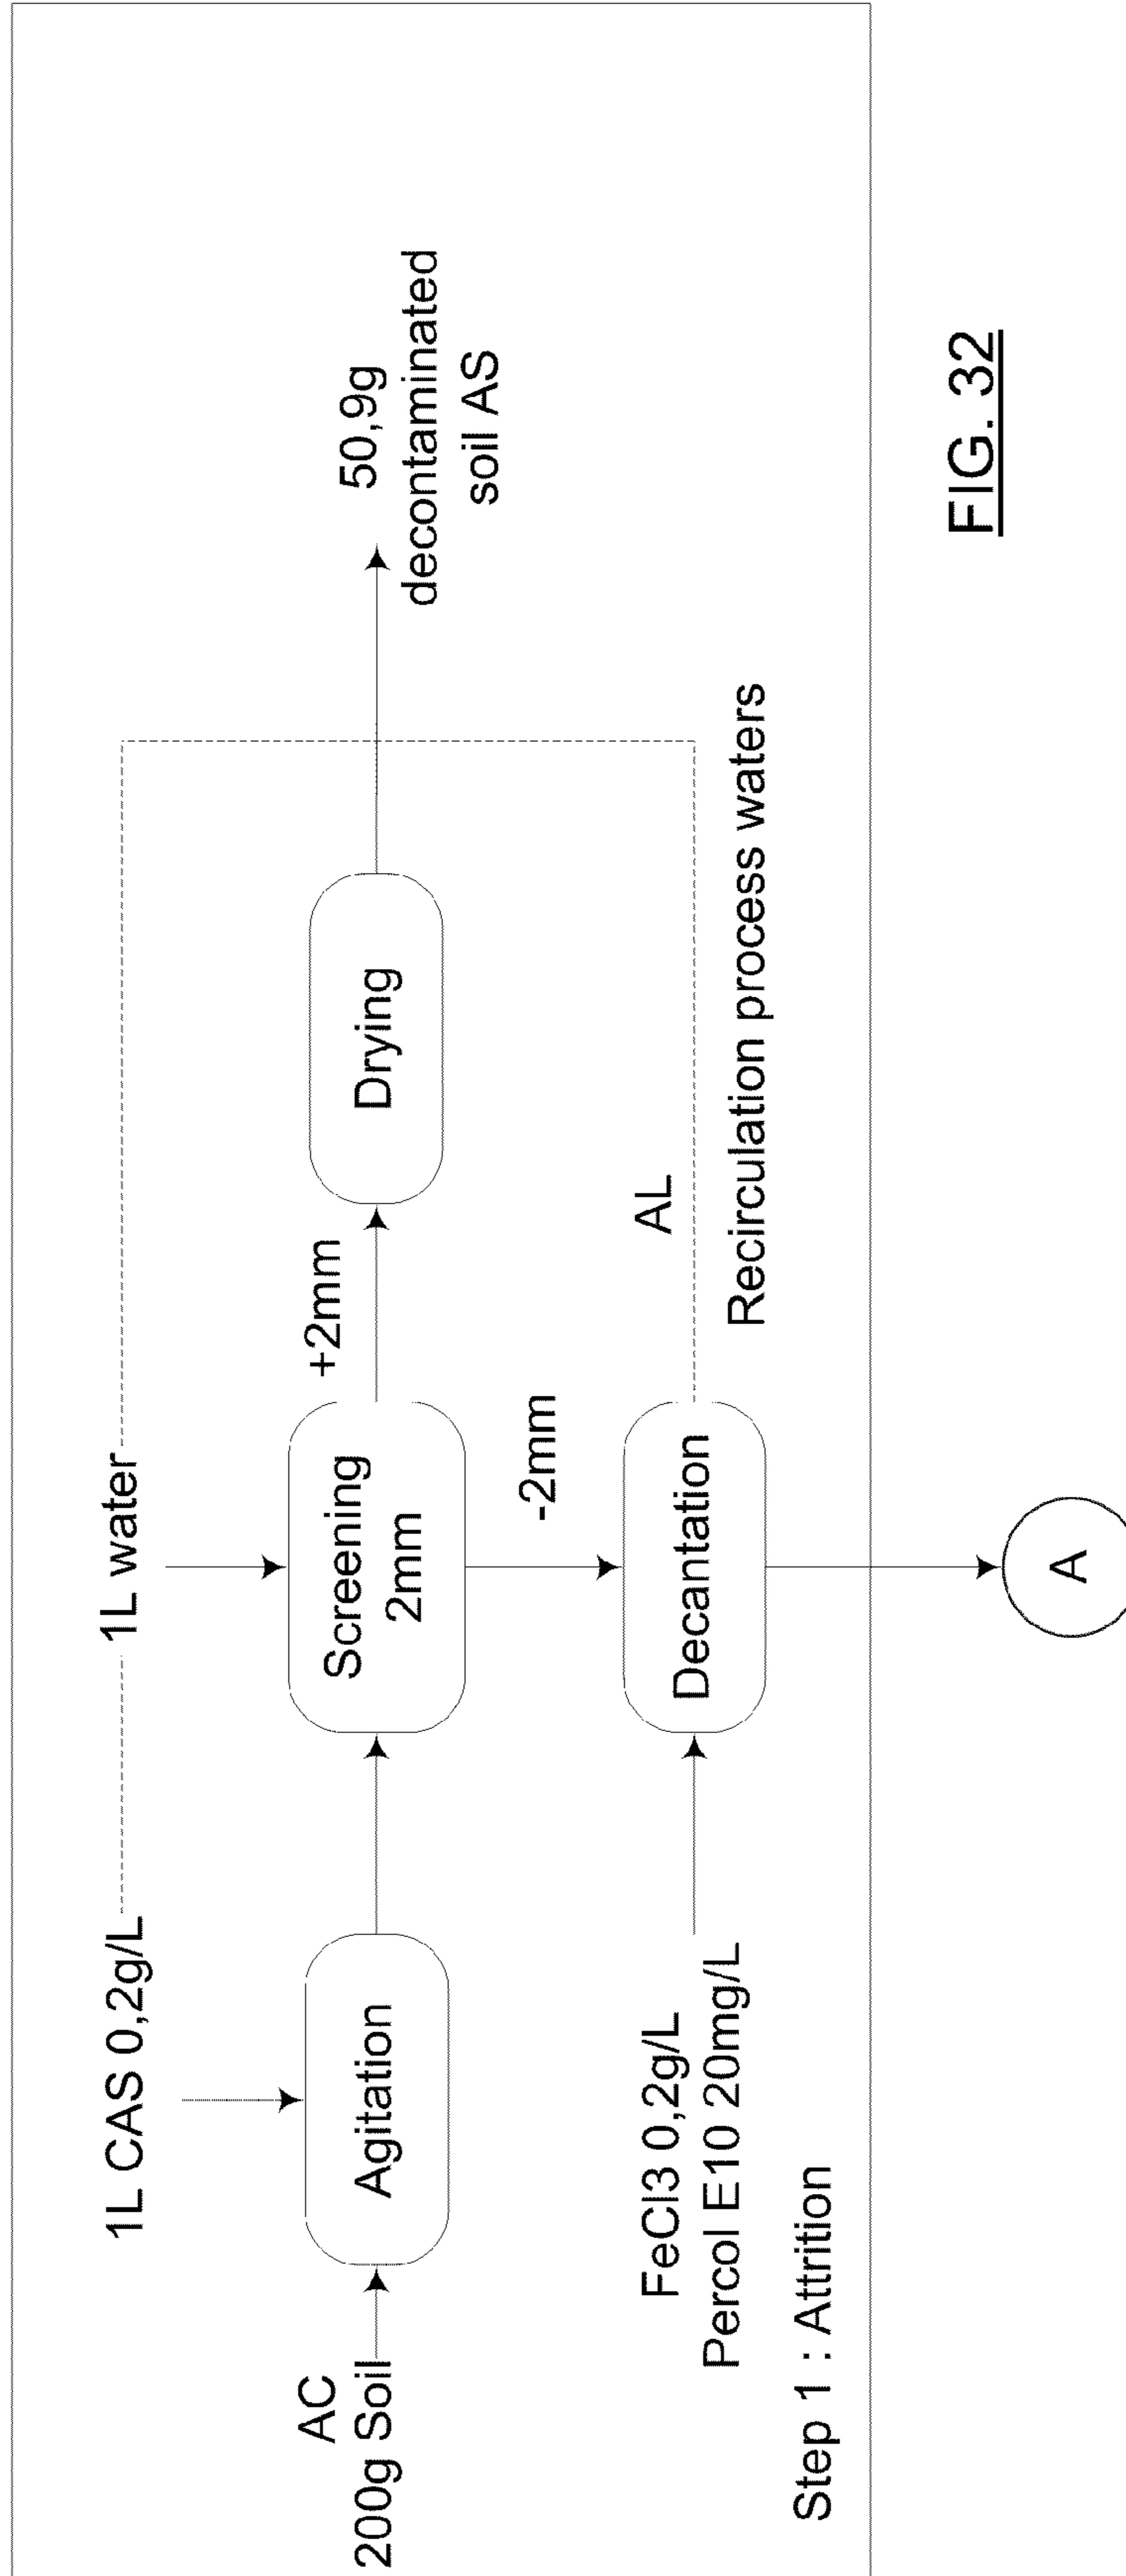 1L CAS 0,2g/L
1L water
AC
200g Soil
Agitation
Screening
2mm
+2mm
Drying
50,9g
decontaminated
soil AS
-2mm
FeCl3 0,2g/L
Percol E10 20mg/L
Decantation
AL
Recirculation process waters
Step 1 : Attrition
A
FIG. 32